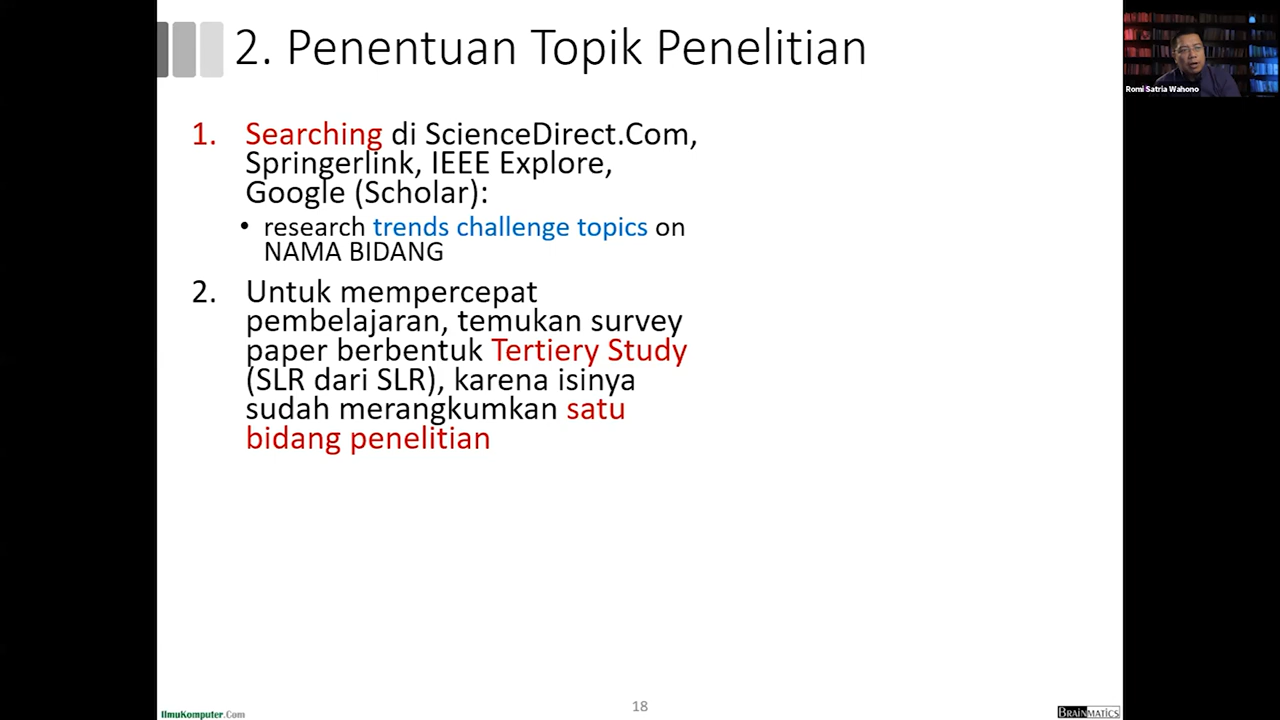 2. Penentuan Topik Penelitian
Romi Satria Wahono
1. Searching di ScienceDirect.Com,
Springerlink, IEEE Explore,
Google (Scholar):
• research trends challenge topics on
NAMA BIDANG
2. Untuk mempercepat
pembelajaran, temukan survey
paper berbentuk Tertiery Study
(SLR dari SLR), karena isinya
sudah merangkumkan satu
bidang penelitian
IlmuKomputer.Com
18
BRAINMATICS